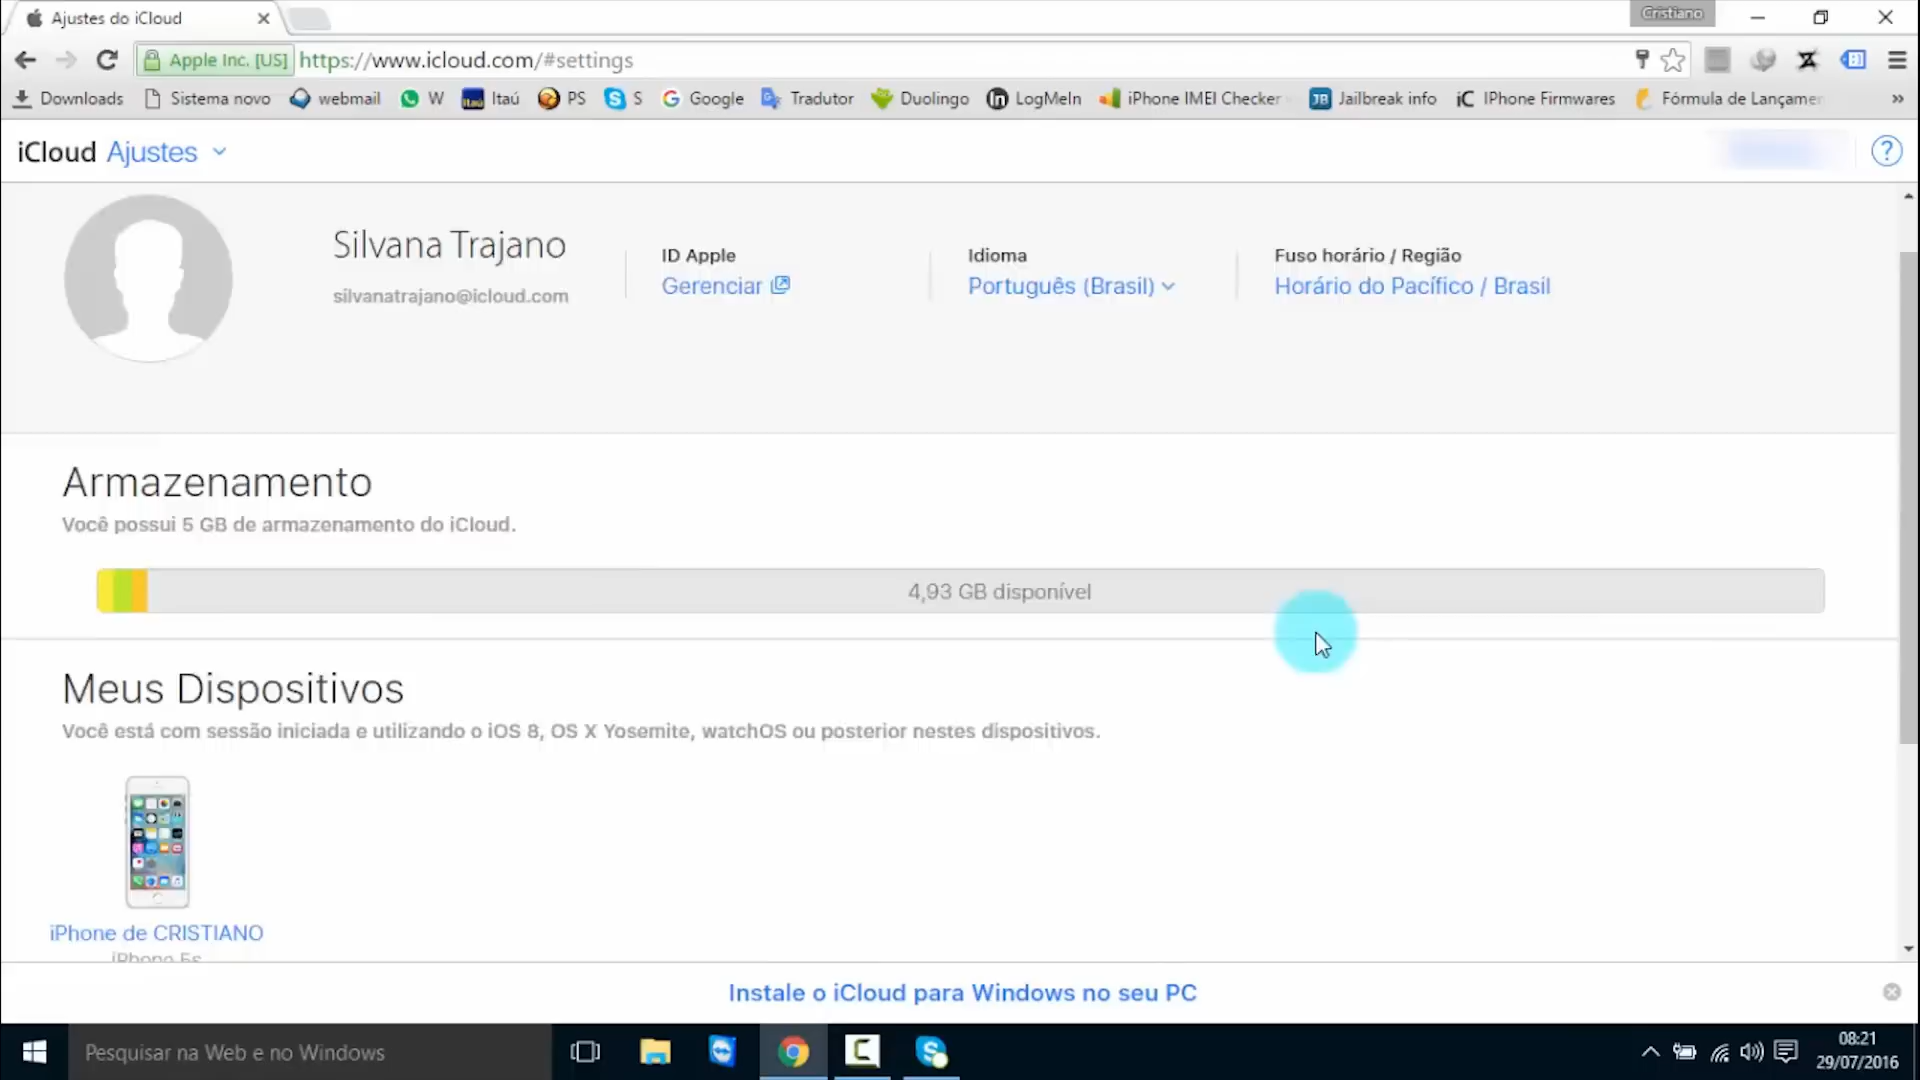 Ajustes do iCloud
Cristiano
Apple Inc. [US] https://www.icloud.com/#settings
Downloads Sistema novo webmail W Itaú PS S Google Tradutor Duolingo LogMeIn iPhone IMEI Checker Jailbreak info IPhone Firmwares Fórmula de Lançamen »
iCloud Ajustes
?
Silvana Trajano
silvanatrajano@icloud.com
ID Apple
Gerenciar
Idioma
Português (Brasil)
Fuso horário / Região
Horário do Pacífico / Brasil
Armazenamento
Você possui 5 GB de armazenamento do iCloud.
4,93 GB disponível
Meus Dispositivos
Você está com sessão iniciada e utilizando o iOS 8, OS X Yosemite, watchOS ou posterior nestes dispositivos.
iPhone de CRISTIANO
iPhone 5s
Instale o iCloud para Windows no seu PC
Pesquisar na Web e no Windows
08:21
29/07/2016